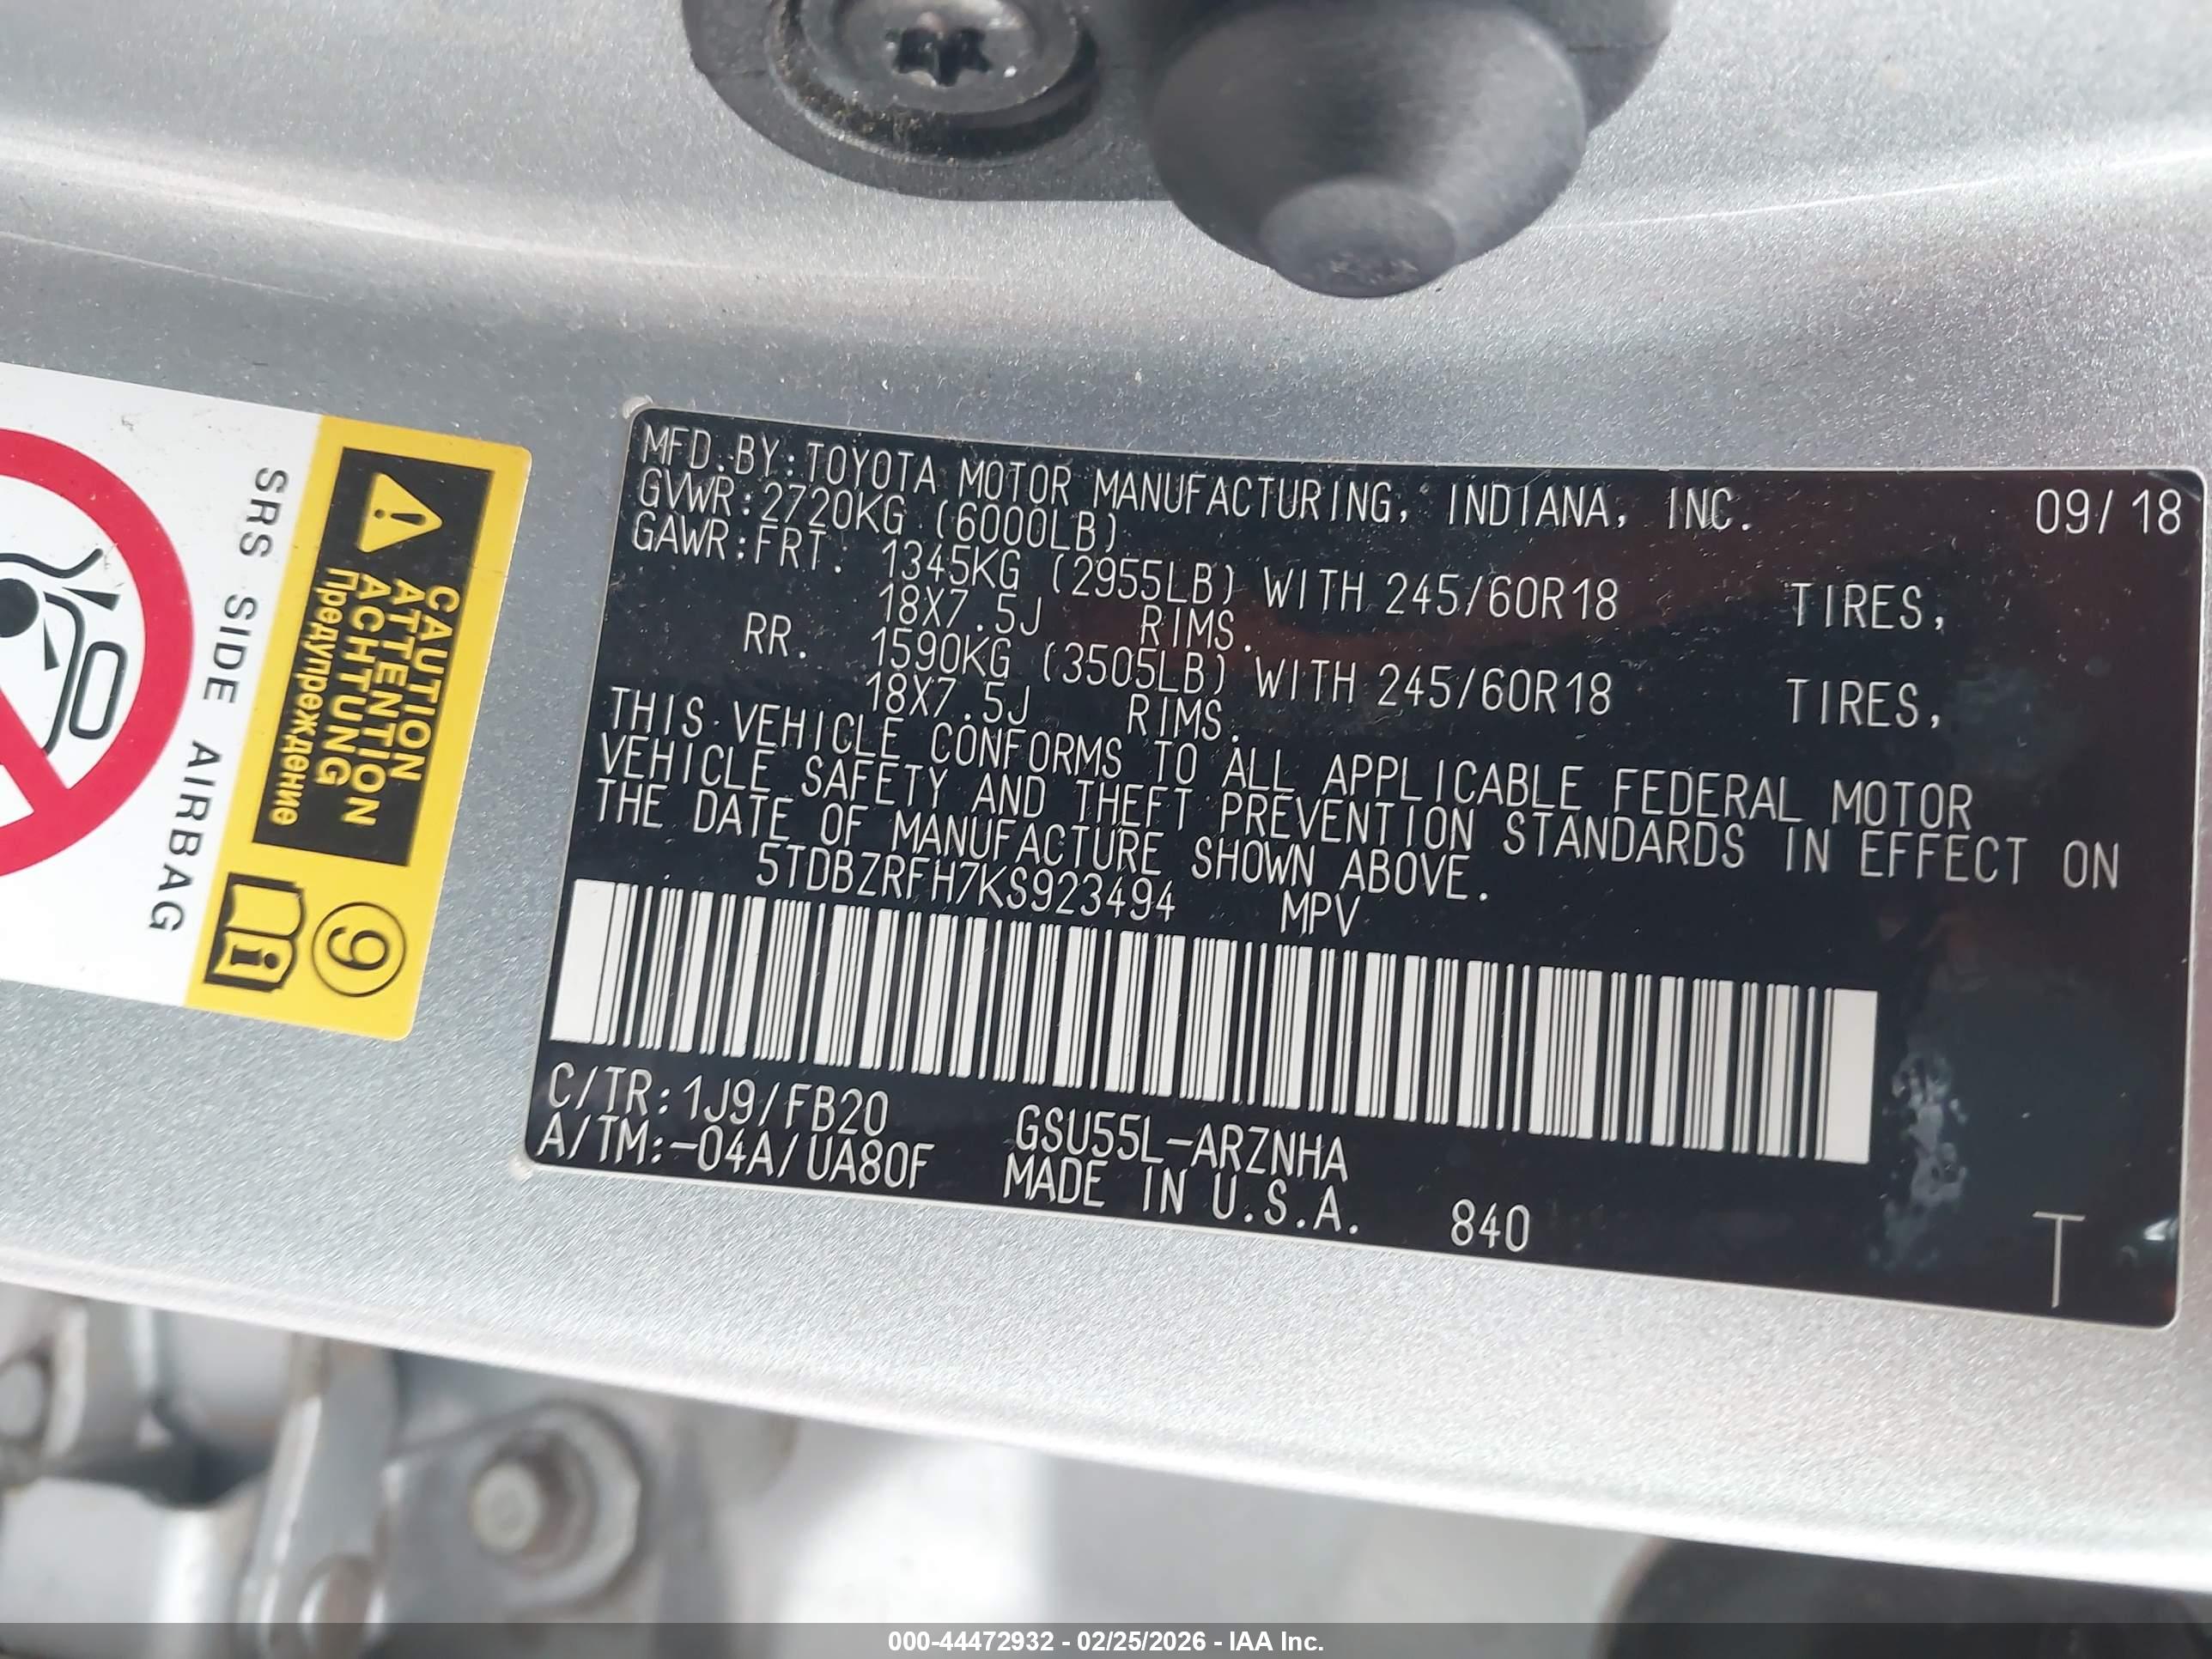 SRS SIDE AIRBAG
CAUTION
ATTENTION
ACHTUNG
Предупреждение
9
MFD.BY:TOYOTA MOTOR MANUFACTURING, INDIANA, INC. 09/18
GVWR:2720KG (6000LB)
GAWR:FRT. 1345KG (2955LB) WITH 245/60R18 TIRES,
18X7.5J RIMS.
RR. 1590KG (3505LB) WITH 245/60R18 TIRES,
18X7.5J RIMS.
THIS VEHICLE CONFORMS TO ALL APPLICABLE FEDERAL MOTOR
VEHICLE SAFETY AND THEFT PREVENTION STANDARDS IN EFFECT ON
THE DATE OF MANUFACTURE SHOWN ABOVE.
5TDBZRFH7KS923494 MPV
C/TR:1J9/FB20 GSU55L-ARZNHA
A/TM:-04A/UA80F MADE IN U.S.A. 840
T
000-44472932 - 02/25/2026 - IAA Inc.